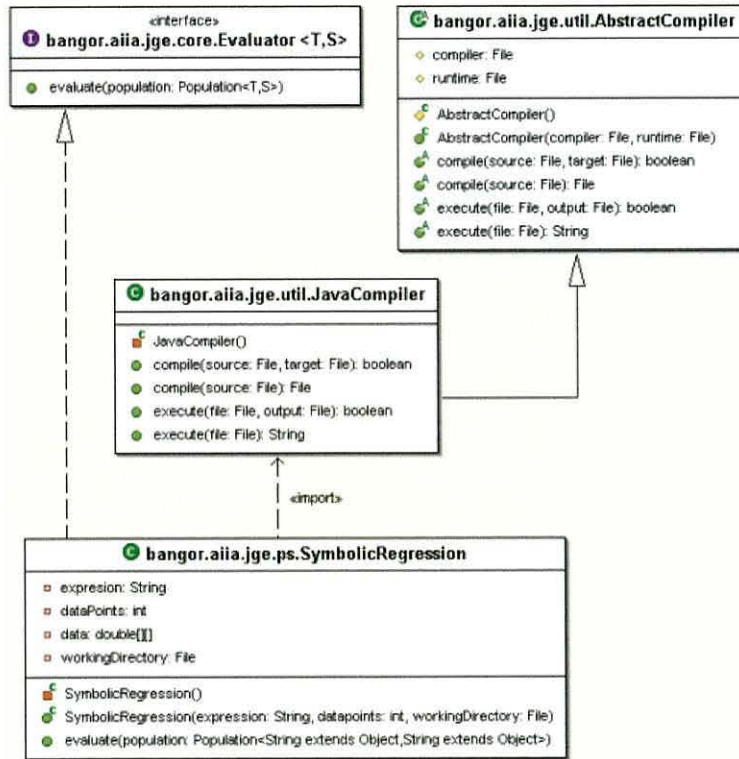 «interface»
bangor.aiia.jge.core.Evaluator <T,S>
evaluate(population: Population<T,S>)
bangor.aiia.jge.util.AbstractCompiler
compiler: File
runtime: File
AbstractCompiler()
AbstractCompiler(compiler: File, runtime: File)
compile(source: File, target: File): boolean
compile(source: File): File
execute(file: File, output: File): boolean
execute(file: File): String
bangor.aiia.jge.util.JavaCompiler
JavaCompiler()
compile(source: File, target: File): boolean
compile(source: File): File
execute(file: File, output: File): boolean
execute(file: File): String
«import»
bangor.aiia.jge.ps.SymbolicRegression
expresion: String
dataPoints: int
data: double[][]
workingDirectory: File
SymbolicRegression()
SymbolicRegression(expression: String, datapoints: int, workingDirectory: File)
evaluate(population: Population<String extends Object,String extends Object>)